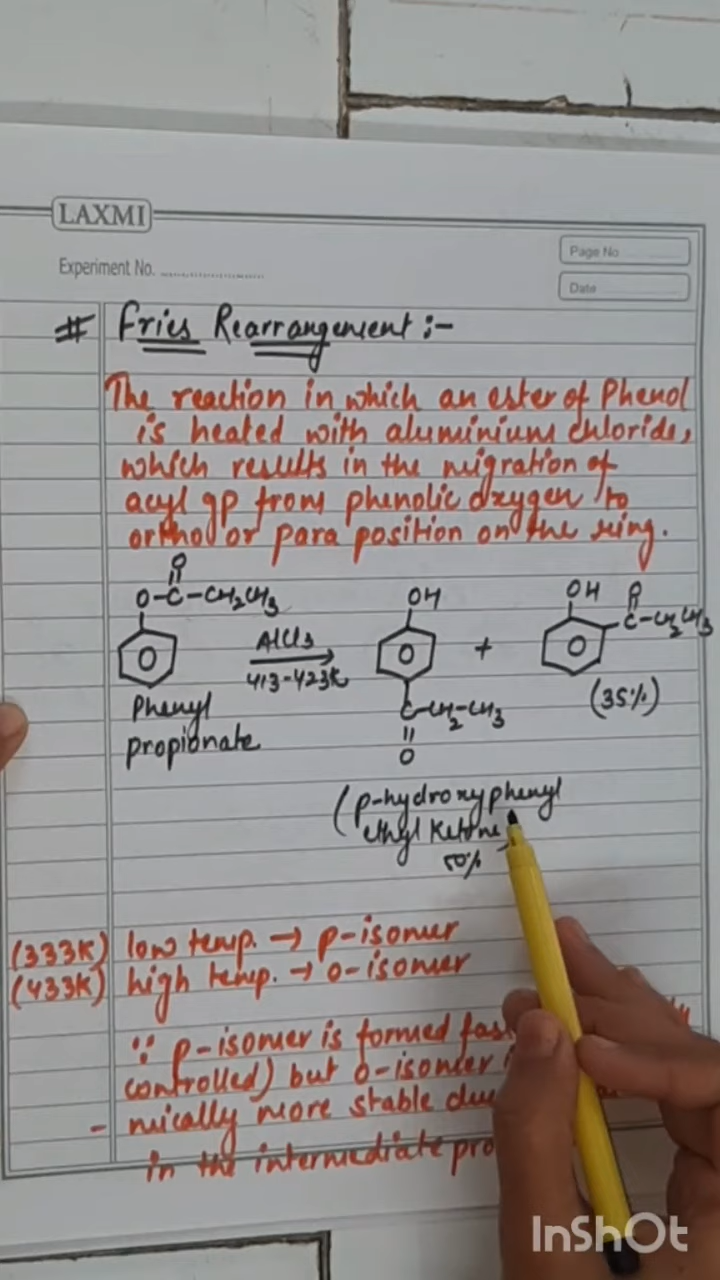 LAXMI
Page No
Experiment No.
Date
# Fries Rearrangement :-
The reaction in which an ester of Phenol
is heated with aluminium chloride,
which results in the migration of
acyl gp from phenolic oxygen to
ortho or para position on the ring.
O
O-C-CH2CH3
OH
OH
O
C-CH2CH3
AlCl3
+
413-423K
(35%)
Phenyl
propionate
C-CH2-CH3
O
(p-hydroxyphenyl
ethyl Ketone)
50%
(333K) low temp. → p-isomer
(433K) high temp. → o-isomer
∵ p-isomer is formed
controlled) but o-isomer
- mically more stable
in the intermediate
InShOt